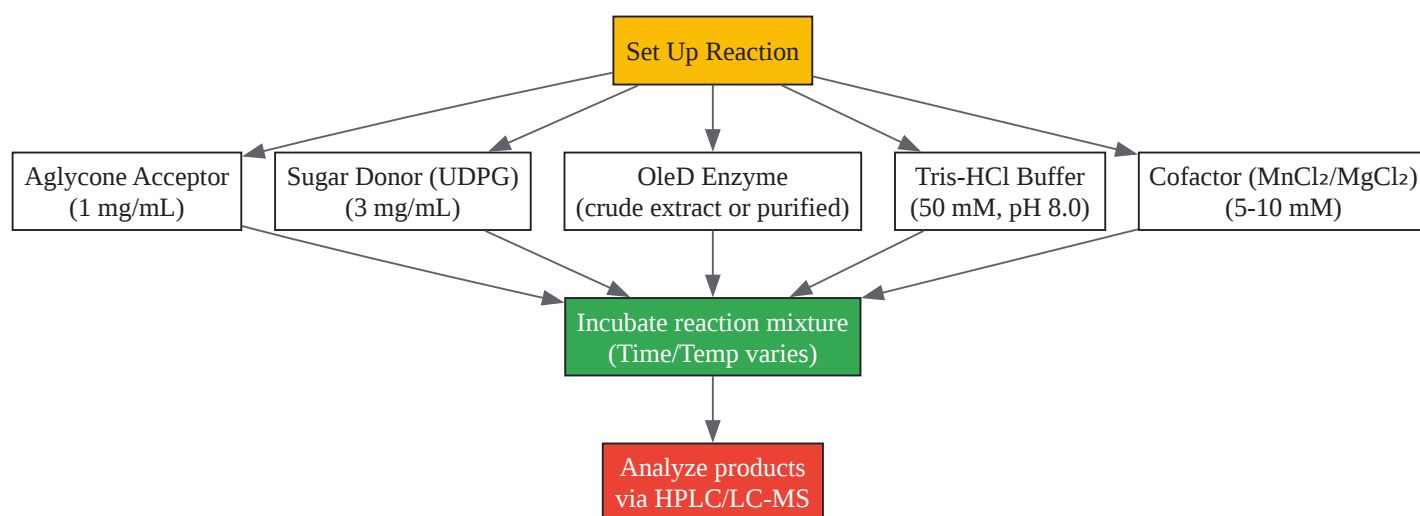 Set Up Reaction
Aglycone Acceptor
(1 mg/mL)
Sugar Donor (UDPG)
(3 mg/mL)
OleD Enzyme
(crude extract or purified)
Tris-HCl Buffer
(50 mM, pH 8.0)
Cofactor (MnCl₂/MgCl₂)
(5-10 mM)
Incubate reaction mixture
(Time/Temp varies)
Analyze products
via HPLC/LC-MS